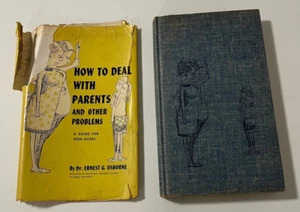 HOW TO DEAL
WITH
PARENTS
AND OTHER
PROBLEMS
A GUIDE FOR
TEEN-AGERS
By Dr. ERNEST G. OSBORNE